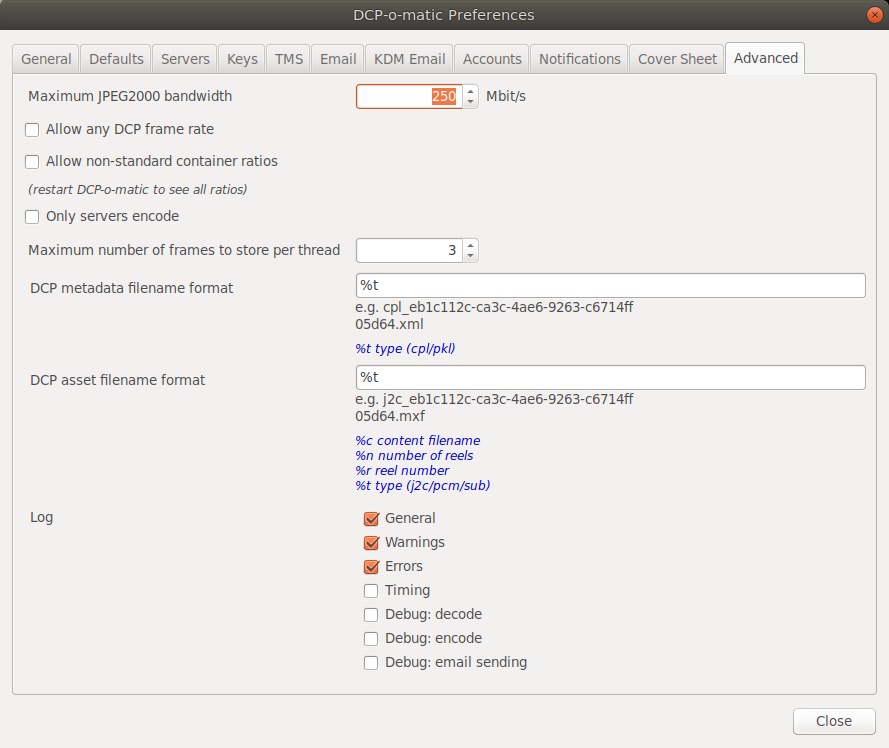 DCP-o-matic Preferences
General Defaults Servers Keys TMS Email KDM Email Accounts Notifications Cover Sheet Advanced
Maximum JPEG2000 bandwidth 250 Mbit/s
Allow any DCP frame rate
Allow non-standard container ratios
(restart DCP-o-matic to see all ratios)
Only servers encode
Maximum number of frames to store per thread 3
DCP metadata filename format %t
e.g. cpl_eb1c112c-ca3c-4ae6-9263-c6714ff
05d64.xml
%t type (cpl/pkl)
DCP asset filename format %t
e.g. j2c_eb1c112c-ca3c-4ae6-9263-c6714ff
05d64.mxf
%c content filename
%n number of reels
%r reel number
%t type (j2c/pcm/sub)
Log General
Warnings
Errors
Timing
Debug: decode
Debug: encode
Debug: email sending
Close